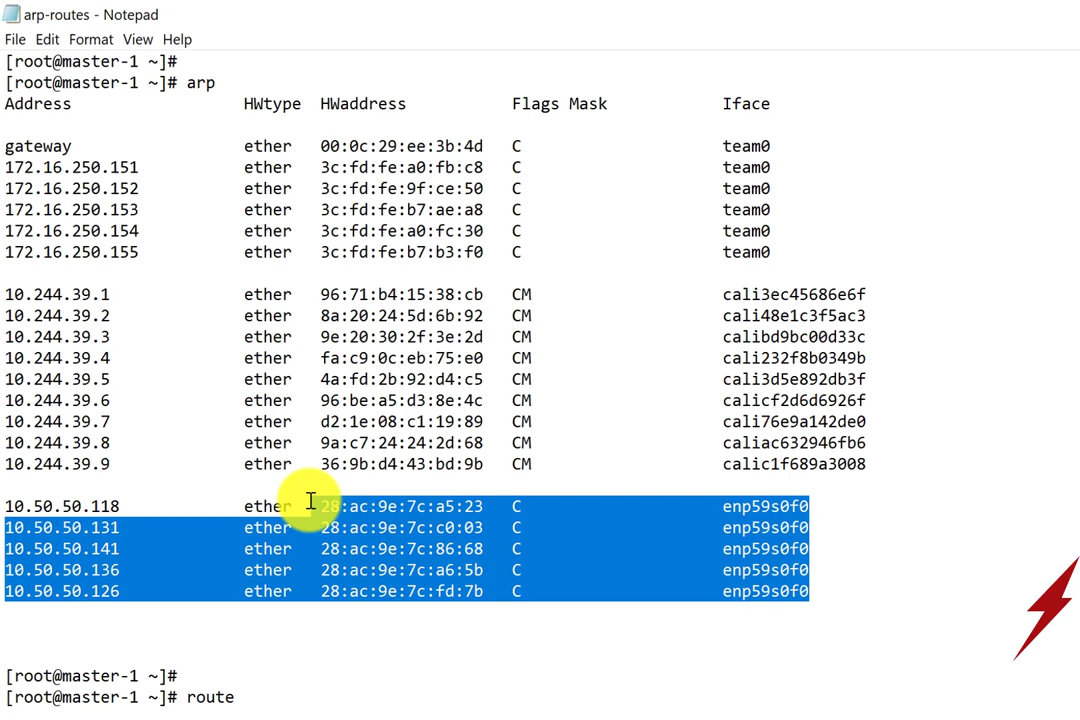 arp-routes - Notepad
File Edit Format View Help
[root@master-1 ~]#
[root@master-1 ~]# arp
Address HWtype HWaddress Flags Mask Iface
gateway ether 00:0c:29:ee:3b:4d C team0
172.16.250.151 ether 3c:fd:fe:a0:fb:c8 C team0
172.16.250.152 ether 3c:fd:fe:9f:ce:50 C team0
172.16.250.153 ether 3c:fd:fe:b7:ae:a8 C team0
172.16.250.154 ether 3c:fd:fe:a0:fc:30 C team0
172.16.250.155 ether 3c:fd:fe:b7:b3:f0 C team0
10.244.39.1 ether 96:71:b4:15:38:cb CM cali3ec45686e6f
10.244.39.2 ether 8a:20:24:5d:6b:92 CM cali48e1c3f5ac3
10.244.39.3 ether 9e:20:30:2f:3e:2d CM calibd9bc00d33c
10.244.39.4 ether fa:c9:0c:eb:75:e0 CM cali232f8b0349b
10.244.39.5 ether 4a:fd:2b:92:d4:c5 CM cali3d5e892db3f
10.244.39.6 ether 96:be:a5:d3:8e:4c CM calicf2d6d6926f
10.244.39.7 ether d2:1e:08:c1:19:89 CM cali76e9a142de0
10.244.39.8 ether 9a:c7:24:24:2d:68 CM caliac632946fb6
10.244.39.9 ether 36:9b:d4:43:bd:9b CM calic1f689a3008
10.50.50.118 ether 28:ac:9e:7c:a5:23 C enp59s0f0
10.50.50.131 ether 28:ac:9e:7c:c0:03 C enp59s0f0
10.50.50.141 ether 28:ac:9e:7c:86:68 C enp59s0f0
10.50.50.136 ether 28:ac:9e:7c:a6:5b C enp59s0f0
10.50.50.126 ether 28:ac:9e:7c:fd:7b C enp59s0f0
[root@master-1 ~]#
[root@master-1 ~]# route